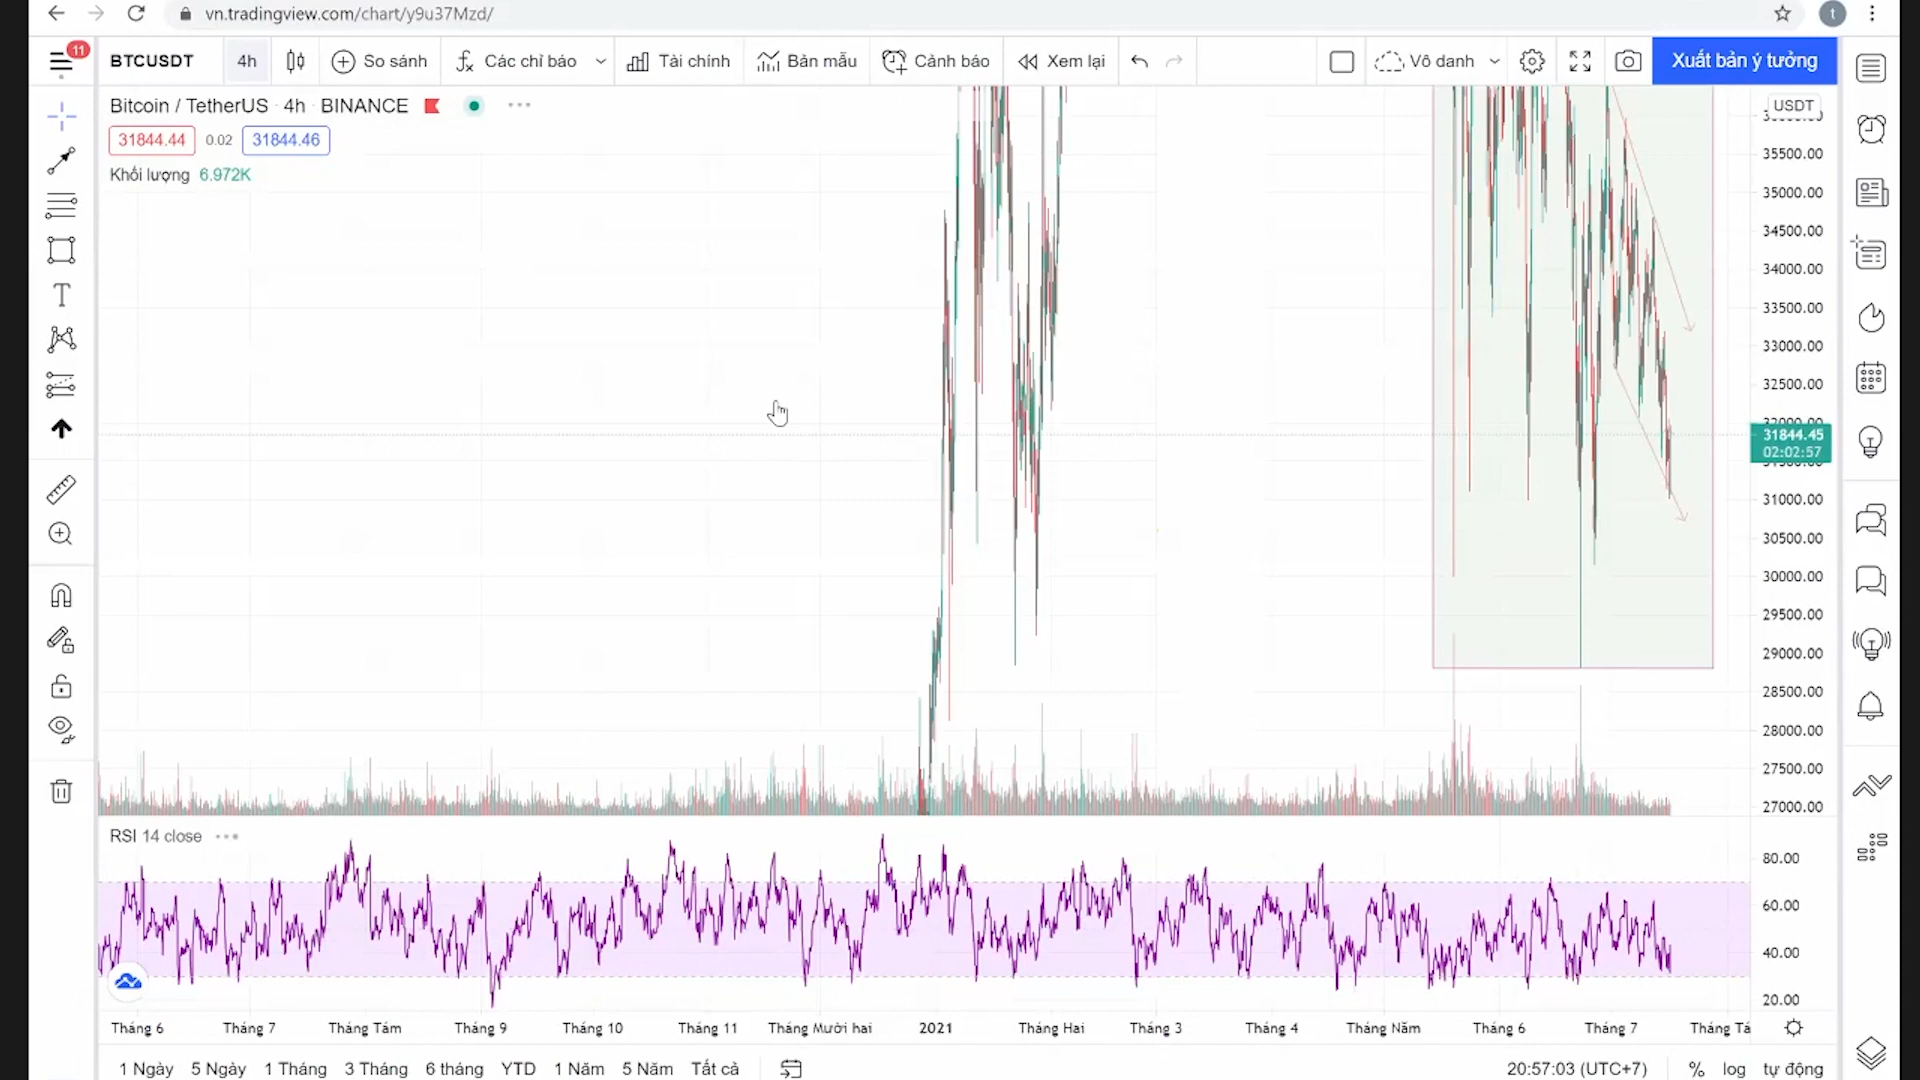 vn.tradingview.com/chart/y9u37Mzd/
11
BTCUSDT 4h So sánh Các chỉ báo Tài chính Bản mẫu Cảnh báo Xem lại Vô danh Xuất bản ý tưởng
t
Bitcoin / TetherUS · 4h · BINANCE
31844.44 0.02 31844.46
Khối lượng 6.972K
USDT
35500.00
35000.00
34500.00
34000.00
33500.00
33000.00
32500.00
31844.45
02:02:57
31000.00
30500.00
30000.00
29500.00
29000.00
28500.00
28000.00
27500.00
27000.00
RSI 14 close
80.00
60.00
40.00
20.00
Tháng 6 Tháng 7 Tháng Tám Tháng 9 Tháng 10 Tháng 11 Tháng Mười hai 2021 Tháng Hai Tháng 3 Tháng 4 Tháng Năm Tháng 6 Tháng 7 Tháng Tá
1 Ngày 5 Ngày 1 Tháng 3 Tháng 6 tháng YTD 1 Năm 5 Năm Tất cả 20:57:03 (UTC+7) % log tự động